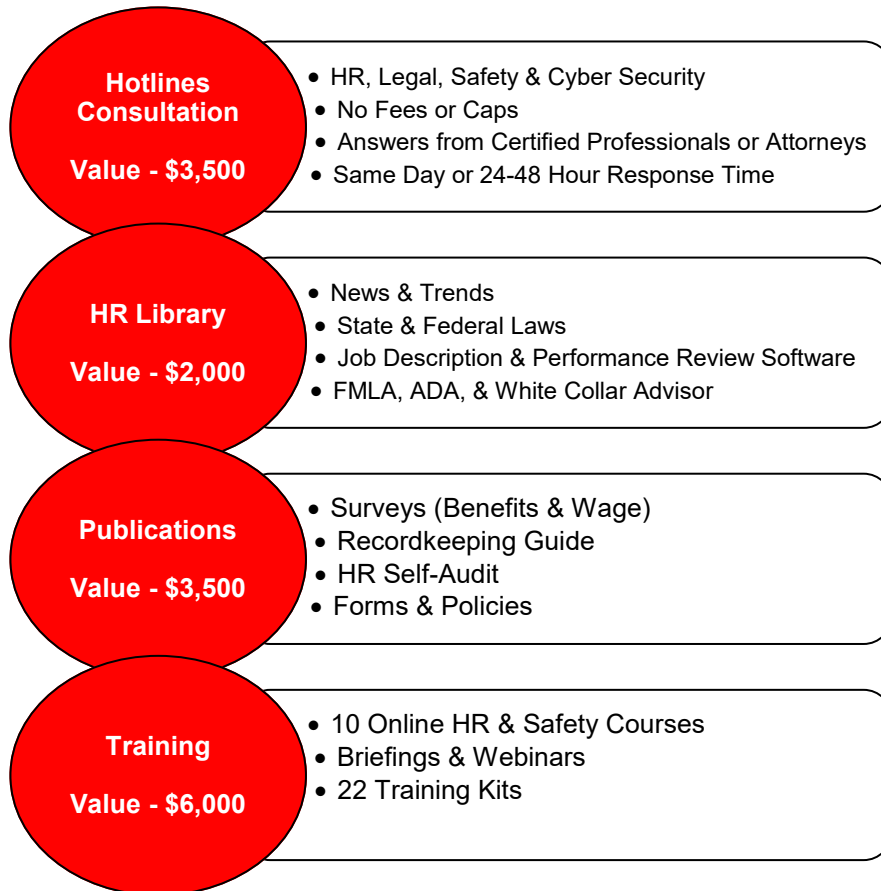 Hotlines
Consultation
Value - $3,500
• HR, Legal, Safety & Cyber Security
• No Fees or Caps
• Answers from Certified Professionals or Attorneys
• Same Day or 24-48 Hour Response Time
HR Library
Value - $2,000
• News & Trends
• State & Federal Laws
• Job Description & Performance Review Software
• FMLA, ADA, & White Collar Advisor
Publications
Value - $3,500
• Surveys (Benefits & Wage)
• Recordkeeping Guide
• HR Self-Audit
• Forms & Policies
Training
Value - $6,000
• 10 Online HR & Safety Courses
• Briefings & Webinars
• 22 Training Kits